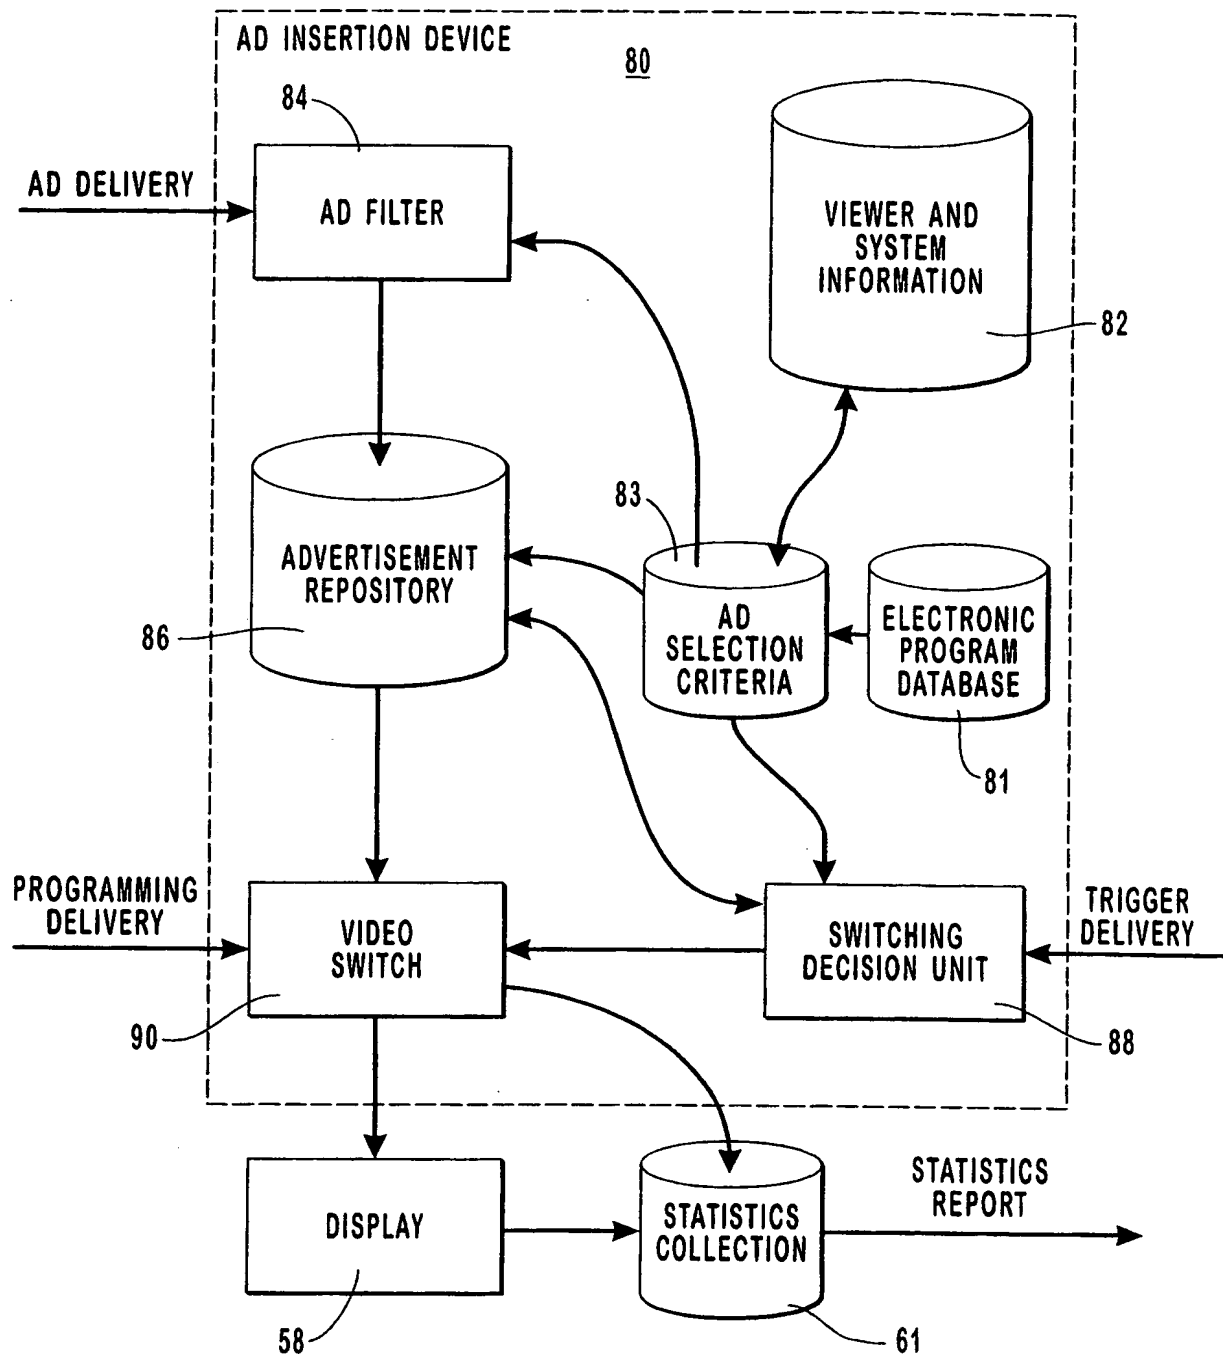 AD INSERTION DEVICE
80
84
AD DELIVERY
AD FILTER
VIEWER AND
SYSTEM
INFORMATION
82
83
ADVERTISEMENT
REPOSITORY
86
AD
SELECTION
CRITERIA
ELECTRONIC
PROGRAM
DATABASE
81
PROGRAMMING
DELIVERY
VIDEO
SWITCH
90
SWITCHING
DECISION UNIT
88
TRIGGER
DELIVERY
DISPLAY
58
STATISTICS
COLLECTION
61
STATISTICS
REPORT